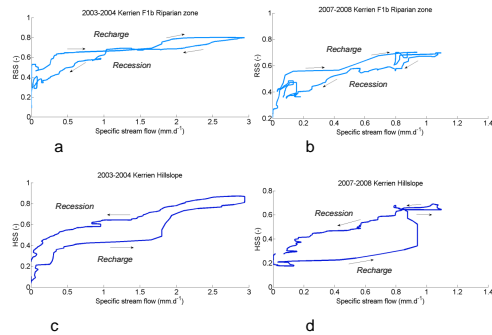 2003-2004 Kerrien F1b Riparian zone
1
0.8
0.6
0.4
0.2
0
RSS (-)
Recharge
Recession
0 0.5 1 1.5 2 2.5 3
Specific stream flow (mm.d⁻¹)
a
2007-2008 Kerrien F1b Riparian zone
1
0.8
0.6
0.4
0.2
RSS (-)
Recharge
Recession
0 0.2 0.4 0.6 0.8 1 1.2 1.4
Specific stream flow (mm.d⁻¹)
b
2003-2004 Kerrien Hillslope
1
0.8
0.6
0.4
0.2
0
HSS (-)
Recession
Recharge
0 0.5 1 1.5 2 2.5 3
Specific stream flow (mm.d⁻¹)
c
2007-2008 Kerrien Hillslope
0.8
0.6
0.4
0.2
0
HSS (-)
Recession
Recharge
0 0.2 0.4 0.6 0.8 1 1.2 1.4
Specific stream flow (mm.d⁻¹)
d